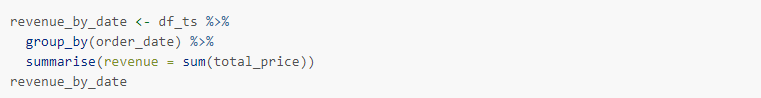 revenue_by_date <- df_ts %>%
  group_by(order_date) %>%
  summarise(revenue = sum(total_price))
revenue_by_date